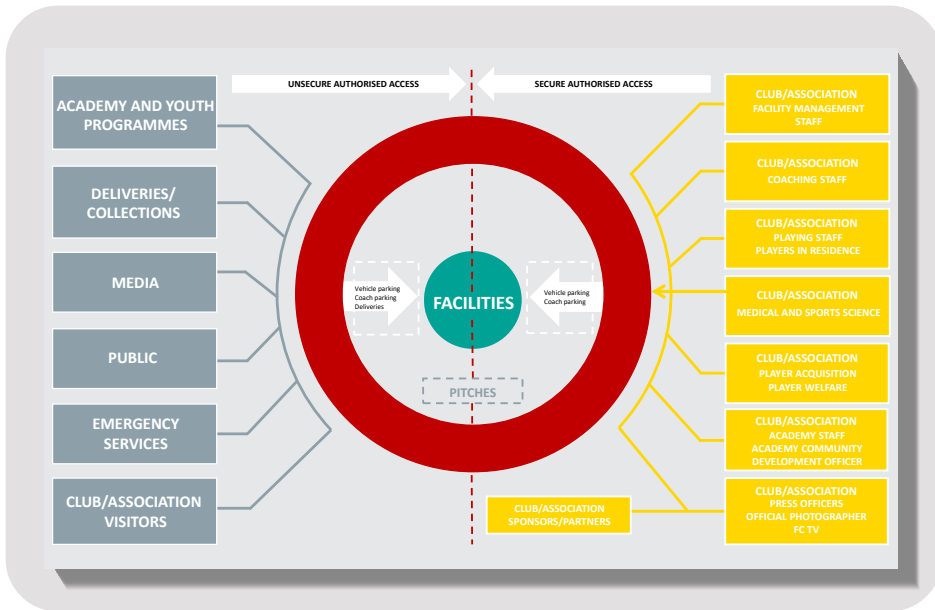 UNSECURE AUTHORISED ACCESS
SECURE AUTHORISED ACCESS
ACADEMY AND YOUTH
PROGRAMMES
DELIVERIES/
COLLECTIONS
MEDIA
PUBLIC
EMERGENCY
SERVICES
CLUB/ASSOCIATION
VISITORS
Vehicle parking
Coach parking
Deliveries
FACILITIES
Vehicle parking
Coach parking
PITCHES
CLUB/ASSOCIATION
FACILITY MANAGEMENT
STAFF
CLUB/ASSOCIATION
COACHING STAFF
CLUB/ASSOCIATION
PLAYING STAFF
PLAYERS IN RESIDENCE
CLUB/ASSOCIATION
MEDICAL AND SPORTS SCIENCE
CLUB/ASSOCIATION
PLAYER ACQUISITION
PLAYER WELFARE
CLUB/ASSOCIATION
ACADEMY STAFF
ACADEMY COMMUNITY
DEVELOPMENT OFFICER
CLUB/ASSOCIATION
PRESS OFFICERS
OFFICIAL PHOTOGRAPHER
FC TV
CLUB/ASSOCIATION
SPONSORS/PARTNERS